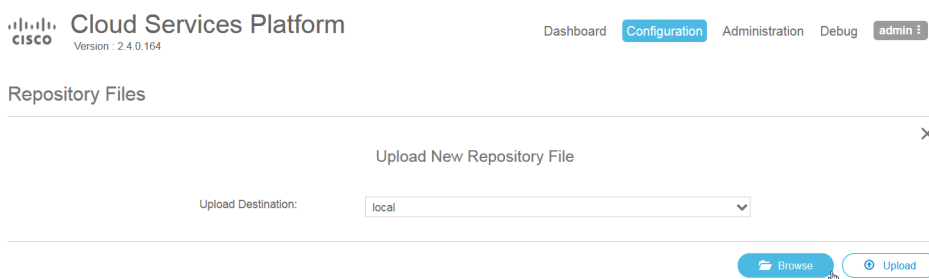 CISCO
Cloud Services Platform
Version : 2.4.0.164
Dashboard Configuration Administration Debug admin
Repository Files
Upload New Repository File
Upload Destination: local
Browse Upload